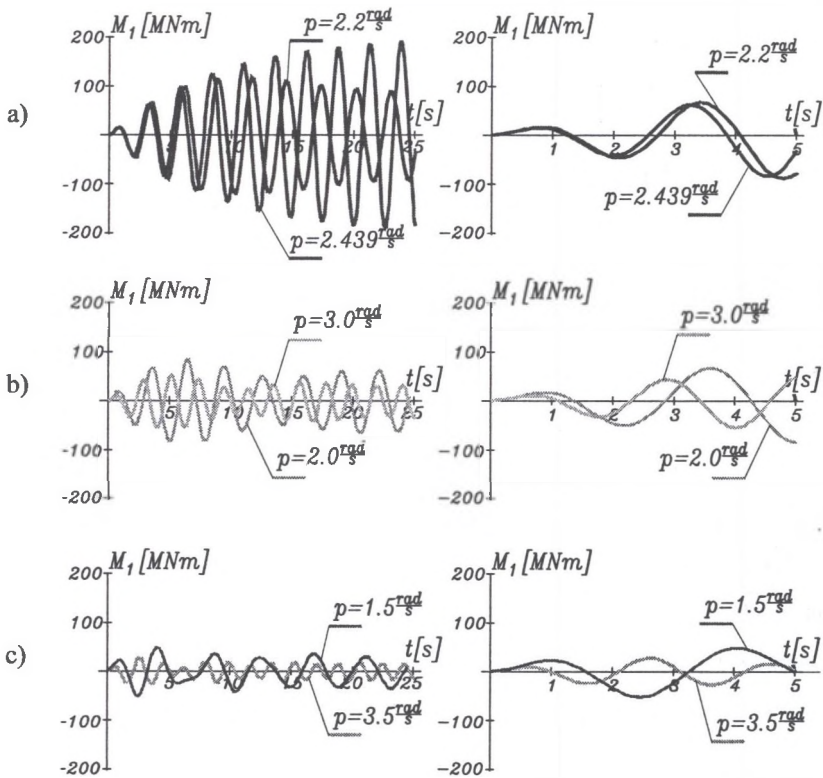 a)
M₁ [MNm]
200
100
-100
-200
5
10
15
20
25
t[s]
p=2.2 rad/s
p=2.439 rad/s
M₁ [MNm]
200
100
-100
-200
1
2
3
4
5
t[s]
p=2.2 rad/s
p=2.439 rad/s
b)
M₁ [MNm]
200
100
-100
-200
5
10
15
20
25
t[s]
p=3.0 rad/s
p=2.0 rad/s
M₁ [MNm]
200
100
-100
-200
1
2
3
4
5
t[s]
p=3.0 rad/s
p=2.0 rad/s
c)
M₁ [MNm]
200
100
-100
-200
5
10
15
20
25
t[s]
p=1.5 rad/s
p=3.5 rad/s
M₁ [MNm]
200
100
-100
-200
1
2
3
4
5
t[s]
p=1.5 rad/s
p=3.5 rad/s